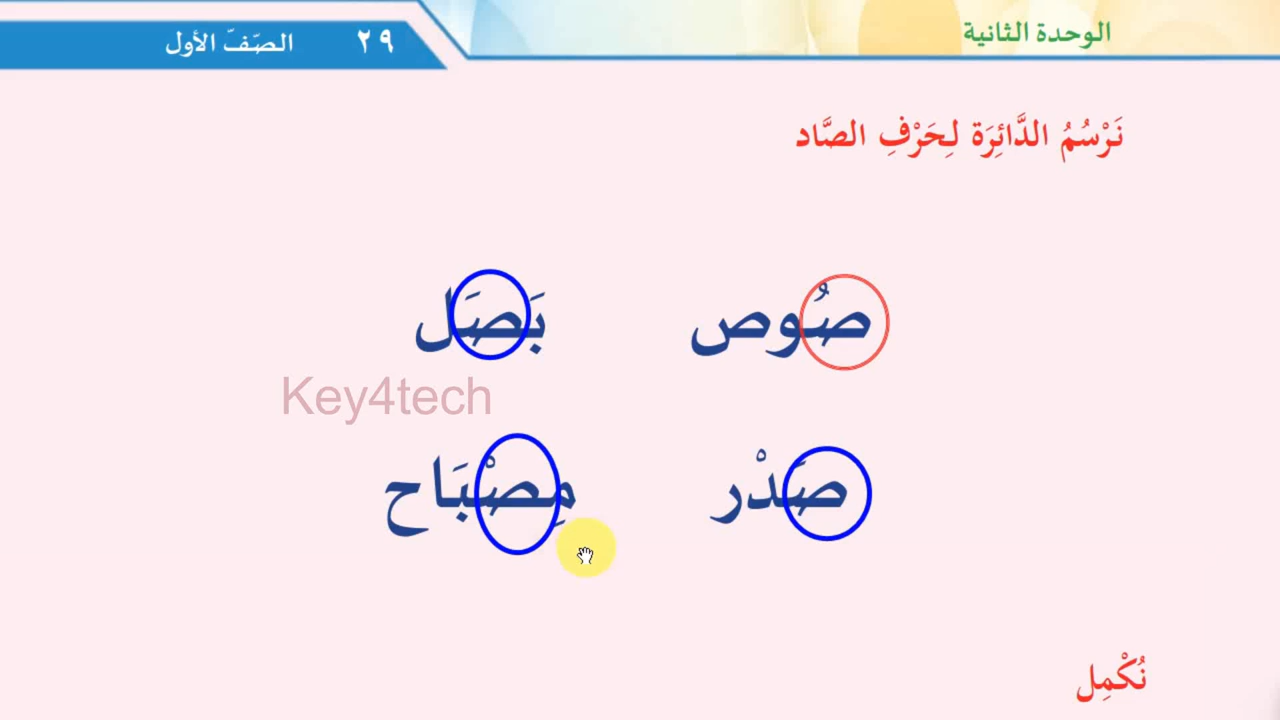 الوحدة الثانية
٢٩ الصّفّ الأول
نَرْسُمُ الدَّائِرَة لِحَرْفِ الصَّاد
صُوص بَصَل
Key4tech
صَدْر مِصْبَاح
نُكْمِل